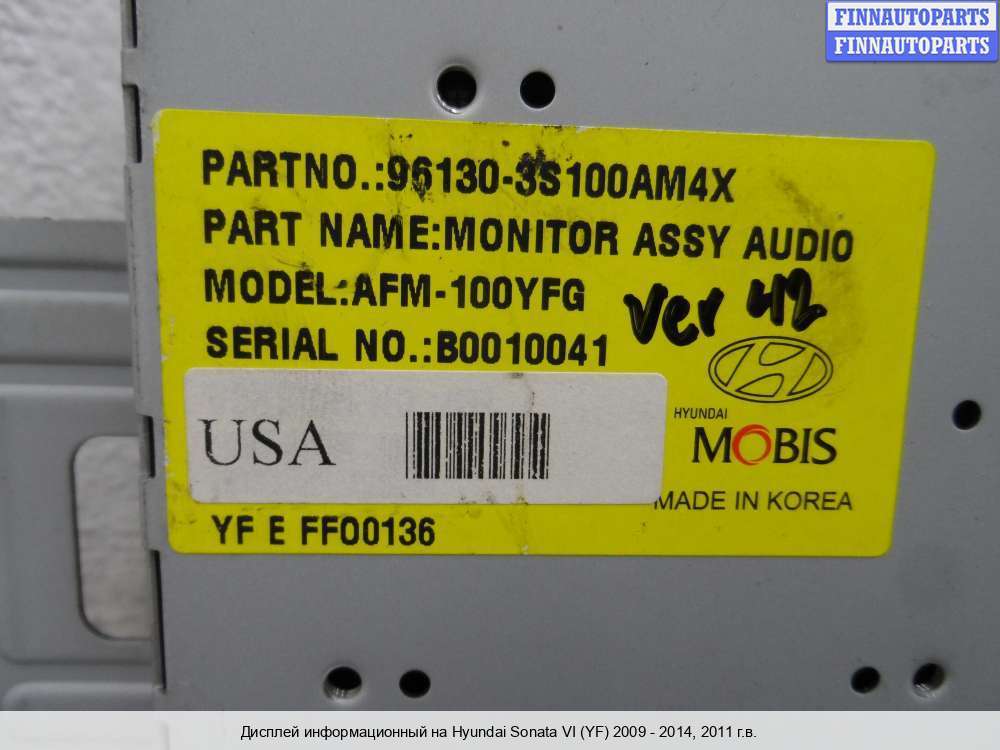 FINNAUTOPARTS
FINNAUTOPARTS
PARTNO.:96130-3S100AM4X
PART NAME:MONITOR ASSY AUDIO
MODEL:AFM-100YFG
Ver 42
SERIAL NO.:B0010041
USA
HYUNDAI
MOBIS
MADE IN KOREA
YF E FF00136
Дисплей информационный на Hyundai Sonata VI (YF) 2009 - 2014, 2011 г.в.